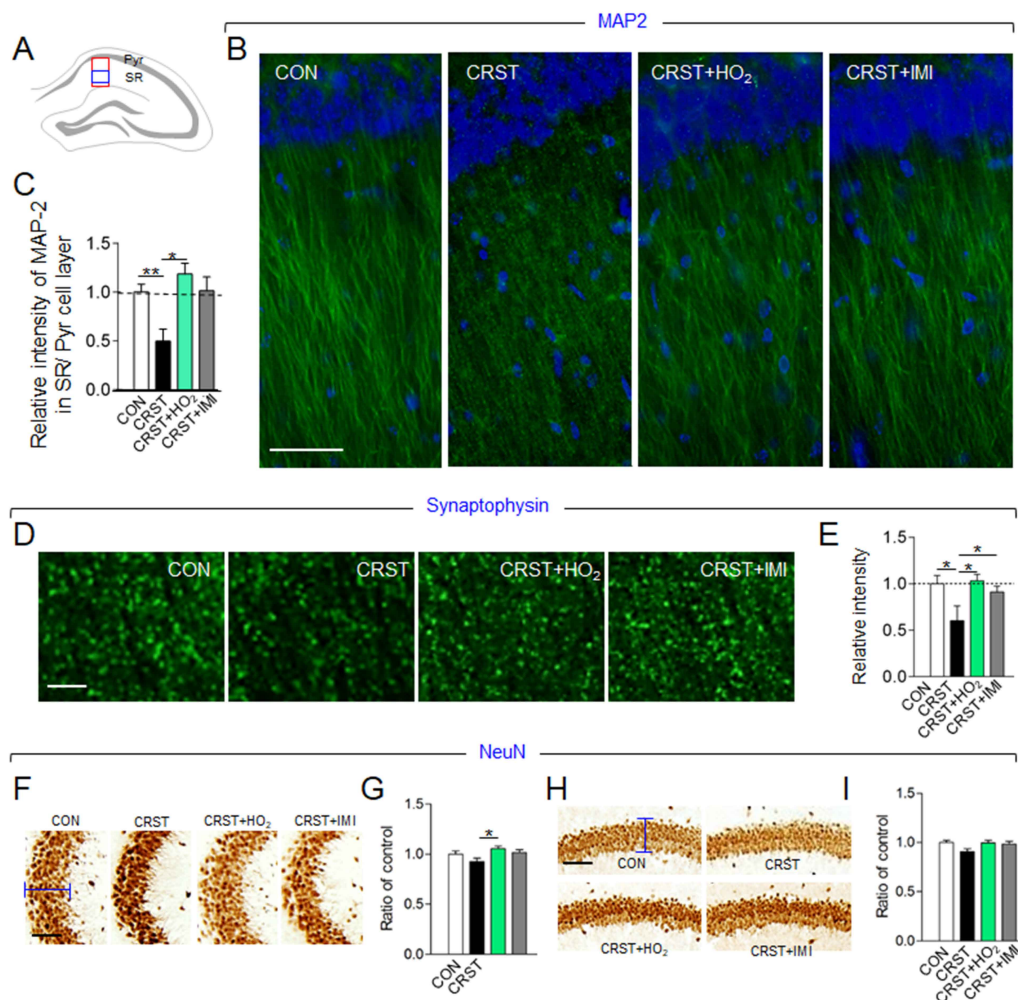 MAP2
A
Pyr
SR
B
CON
CRST
CRST+HO₂
CRST+IMI
C
Relative intensity of MAP-2
in SR/ Pyr cell layer
1.5
1.0
0.5
0.0
**
*
CON
CRST
CRST+HO₂
CRST+IMI
Synaptophysin
D
CON
CRST
CRST+HO₂
CRST+IMI
E
Relative intensity
1.5
1.0
0.5
0.0
*
*
*
CON
CRST
CRST+HO₂
CRST+IMI
NeuN
F
CON
CRST
CRST+HO₂
CRST+IMI
G
Ratio of control
1.5
1.0
0.5
0.0
*
CON
CRST
H
CON
CRST
CRST+HO₂
CRST+IMI
I
Ratio of control
1.5
1.0
0.5
0.0
CON
CRST
CRST+HO₂
CRST+IMI